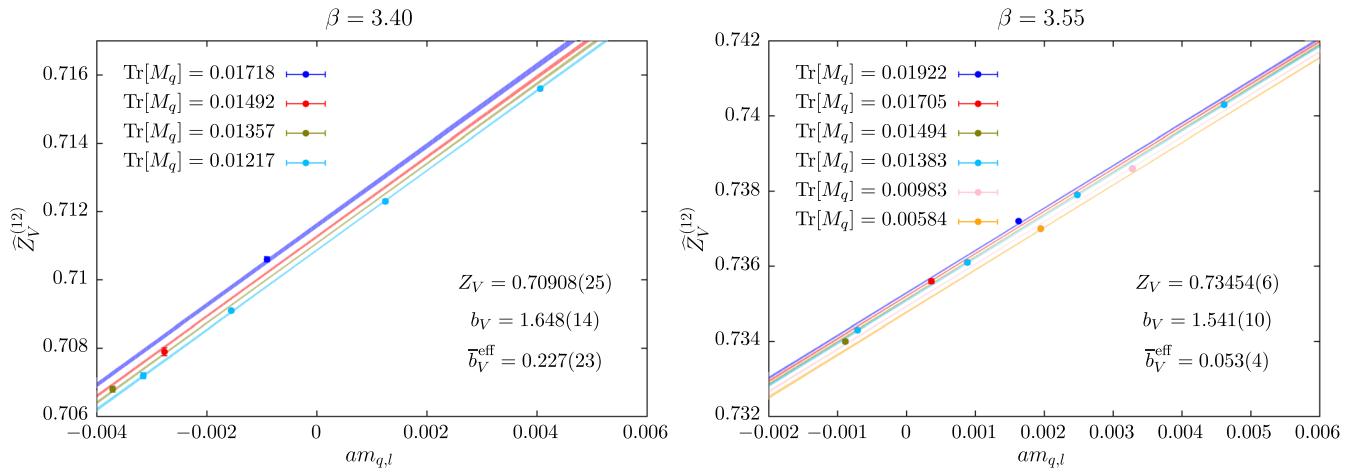 β = 3.40
0.716
0.714
0.712
0.71
0.708
0.706
Ẑ_V^(12)
Tr[M_q] = 0.01718
Tr[M_q] = 0.01492
Tr[M_q] = 0.01357
Tr[M_q] = 0.01217
Z_V = 0.70908(25)
b_V = 1.648(14)
b̄_V^eff = 0.227(23)
−0.004 −0.002 0 0.002 0.004 0.006
am_{q,l}
β = 3.55
0.742
0.74
0.738
0.736
0.734
0.732
Ẑ_V^(12)
Tr[M_q] = 0.01922
Tr[M_q] = 0.01705
Tr[M_q] = 0.01494
Tr[M_q] = 0.01383
Tr[M_q] = 0.00983
Tr[M_q] = 0.00584
Z_V = 0.73454(6)
b_V = 1.541(10)
b̄_V^eff = 0.053(4)
−0.002 −0.001 0 0.001 0.002 0.003 0.004 0.005 0.006
am_{q,l}